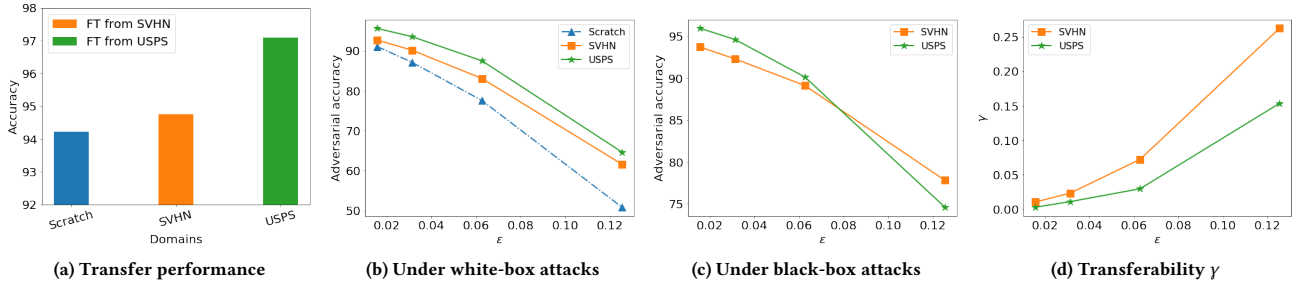 FT from SVHN
FT from USPS
98
97
96
95
94
93
92
Accuracy
Scratch
SVHN
USPS
Domains
(a) Transfer performance
Scratch
SVHN
USPS
90
80
70
60
50
Adversarial accuracy
0.02 0.04 0.06 0.08 0.10 0.12
ε
(b) Under white-box attacks
SVHN
USPS
95
90
85
80
75
Adversarial accuracy
0.02 0.04 0.06 0.08 0.10 0.12
ε
(c) Under black-box attacks
SVHN
USPS
0.25
0.20
0.15
0.10
0.05
0.00
γ
0.02 0.04 0.06 0.08 0.10 0.12
ε
(d) Transferability γ